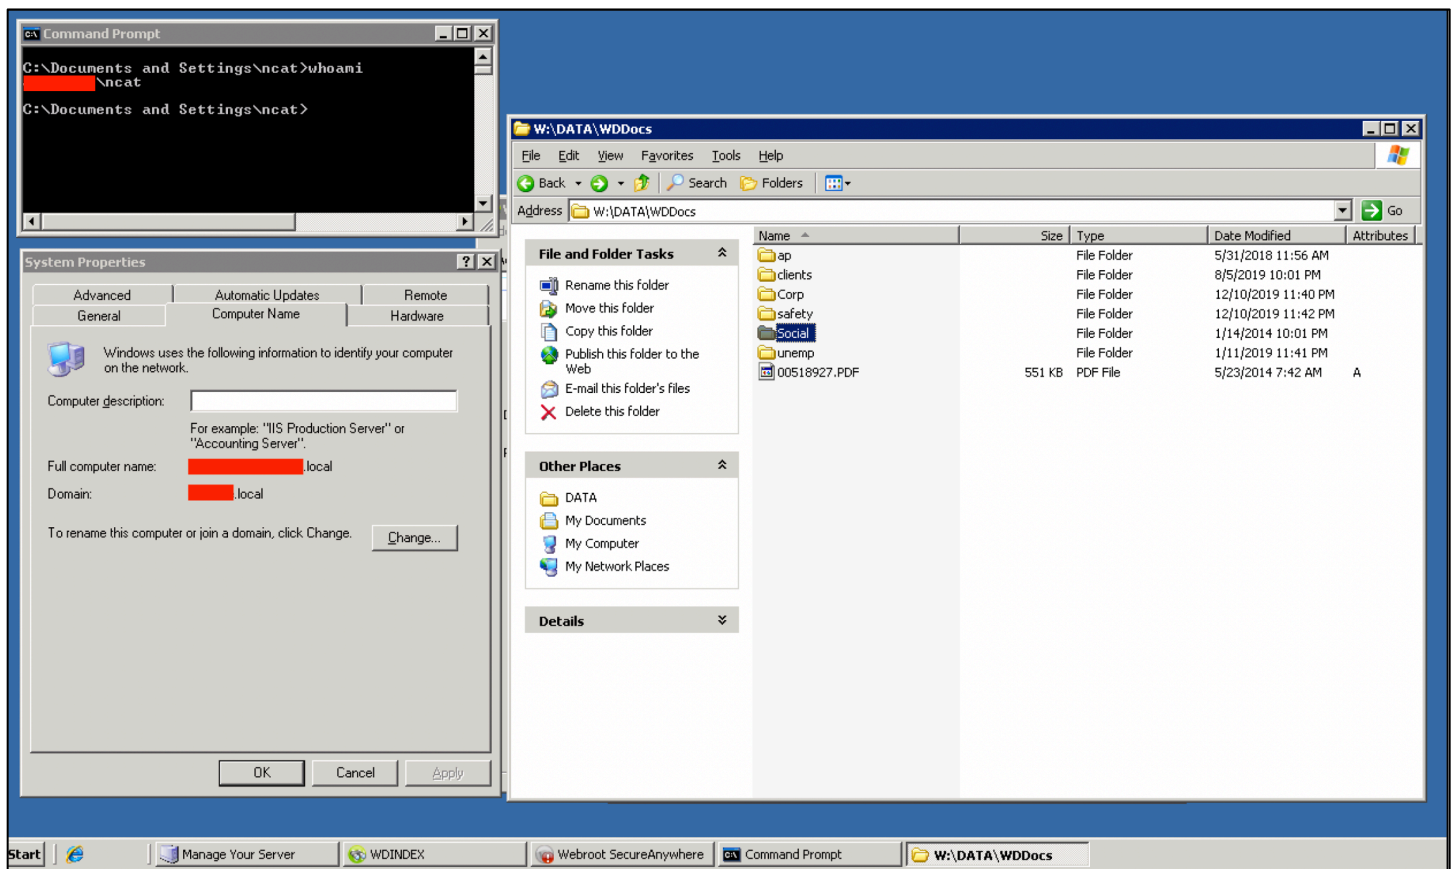 Command Prompt
C:\Documents and Settings\ncat>whoami
\ncat
C:\Documents and Settings\ncat>
System Properties
Advanced Automatic Updates Remote
General Computer Name Hardware
Windows uses the following information to identify your computer
on the network.
Computer description:
For example: "IIS Production Server" or
"Accounting Server".
Full computer name: .local
Domain: .local
To rename this computer or join a domain, click Change.
Change...
OK Cancel Apply
W:\DATA\WDDocs
File Edit View Favorites Tools Help
Back Search Folders
Address W:\DATA\WDDocs Go
File and Folder Tasks
Rename this folder
Move this folder
Copy this folder
Publish this folder to the
Web
E-mail this folder's files
Delete this folder
Other Places
DATA
My Documents
My Computer
My Network Places
Details
Name Size Type Date Modified Attributes
ap File Folder 5/31/2018 11:56 AM
clients File Folder 8/5/2019 10:01 PM
Corp File Folder 12/10/2019 11:40 PM
safety File Folder 12/10/2019 11:42 PM
Social File Folder 1/14/2014 10:01 PM
unemp File Folder 1/11/2019 11:41 PM
00518927.PDF 551 KB PDF File 5/23/2014 7:42 AM A
Start Manage Your Server WDINDEX Webroot SecureAnywhere Command Prompt W:\DATA\WDDocs